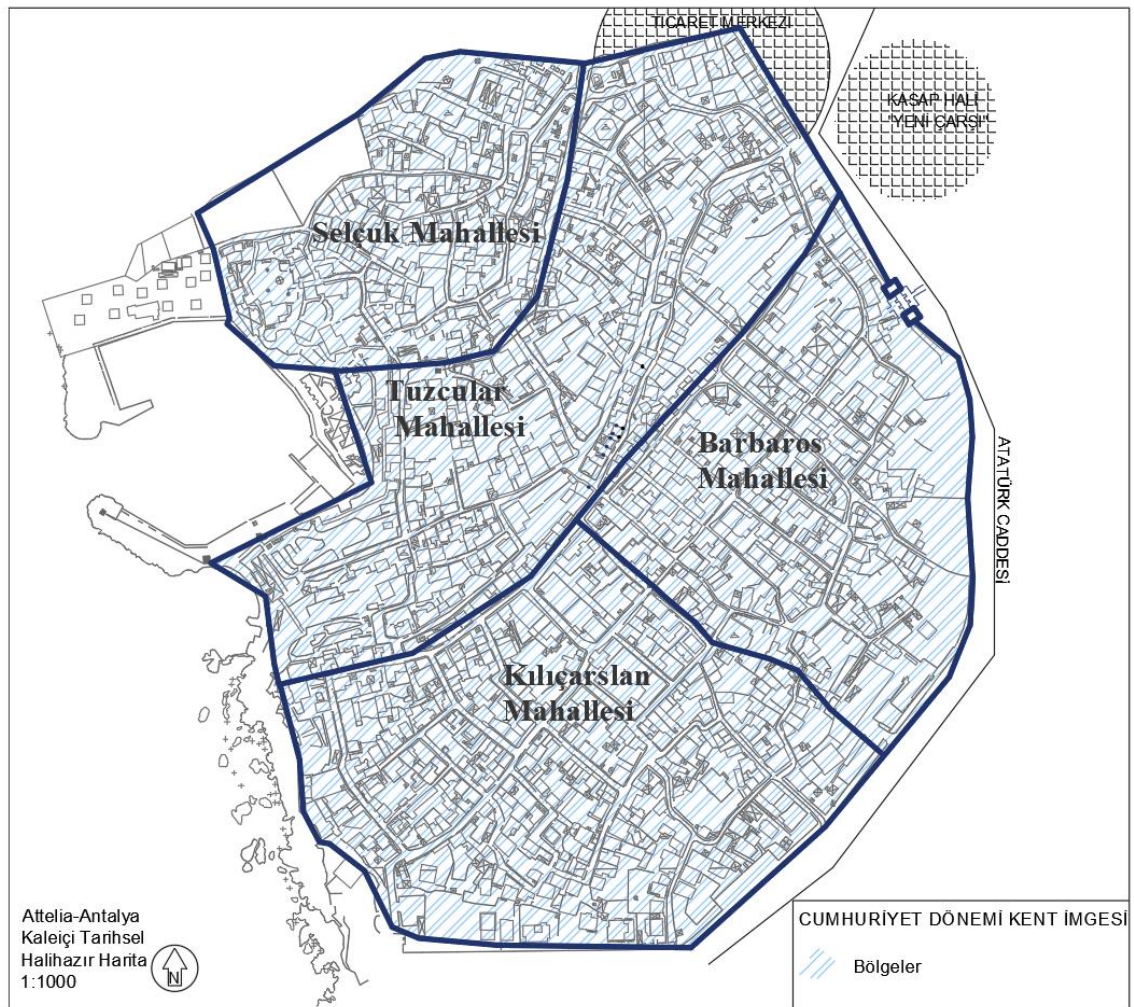 TİCARET MERKEZİ
KASAP HALİ
"YENİ ÇARŞI"
Selçuk Mahallesi
Tuzcular
Mahallesi
Barbaros
Mahallesi
ATATÜRK CADDESİ
Kılıçarslan
Mahallesi
Attelia-Antalya
Kaleiçi Tarihsel
Halihazır Harita
1:1000
N
CUMHURİYET DÖNEMİ KENT İMGESİ
Bölgeler